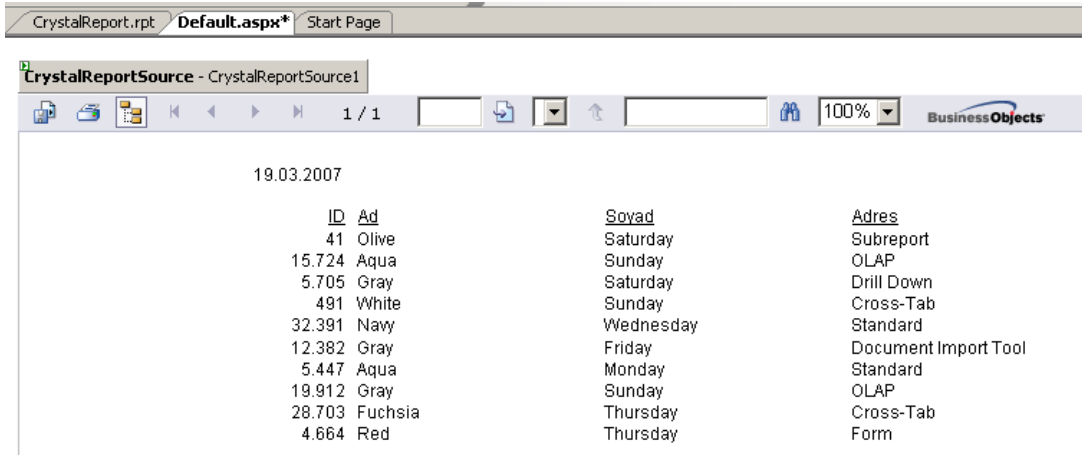 CrystalReport.rpt Default.aspx* Start Page
CrystalReportSource - CrystalReportSource1
1 / 1 100% BusinessObjects
19.03.2007
ID Ad Soyad Adres
41 Olive Saturday Subreport
15.724 Aqua Sunday OLAP
5.705 Gray Saturday Drill Down
491 White Sunday Cross-Tab
32.391 Navy Wednesday Standard
12.382 Gray Friday Document Import Tool
5.447 Aqua Monday Standard
19.912 Gray Sunday OLAP
28.703 Fuchsia Thursday Cross-Tab
4.664 Red Thursday Form